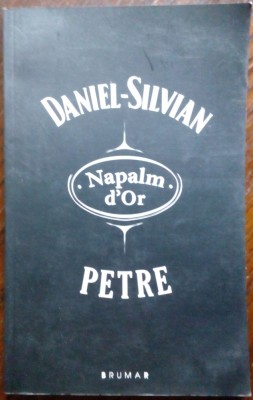 DANIEL-SILVIAN
Napalm
d'Or
PETRE
BRUMAR